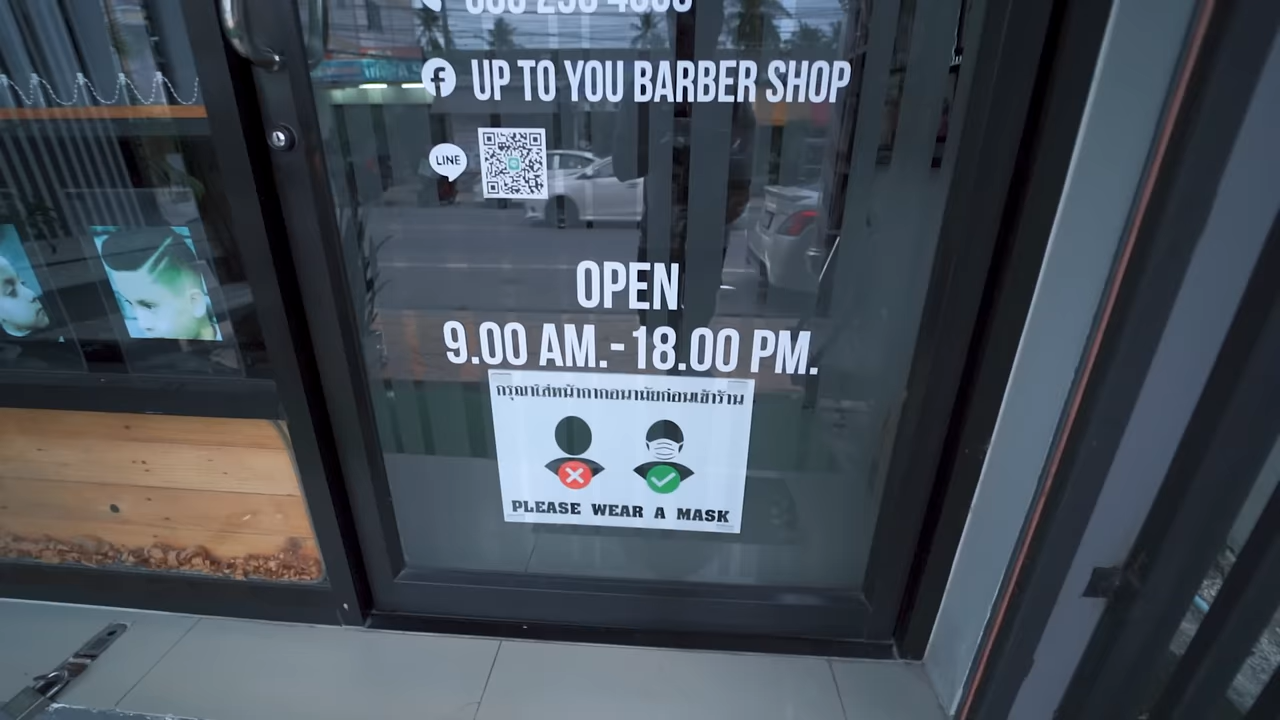 UP TO YOU BARBER SHOP
LINE
OPEN
9.00 AM.-18.00 PM.
กรุณาใส่หน้ากากอนามัยก่อนเข้าร้าน
PLEASE WEAR A MASK